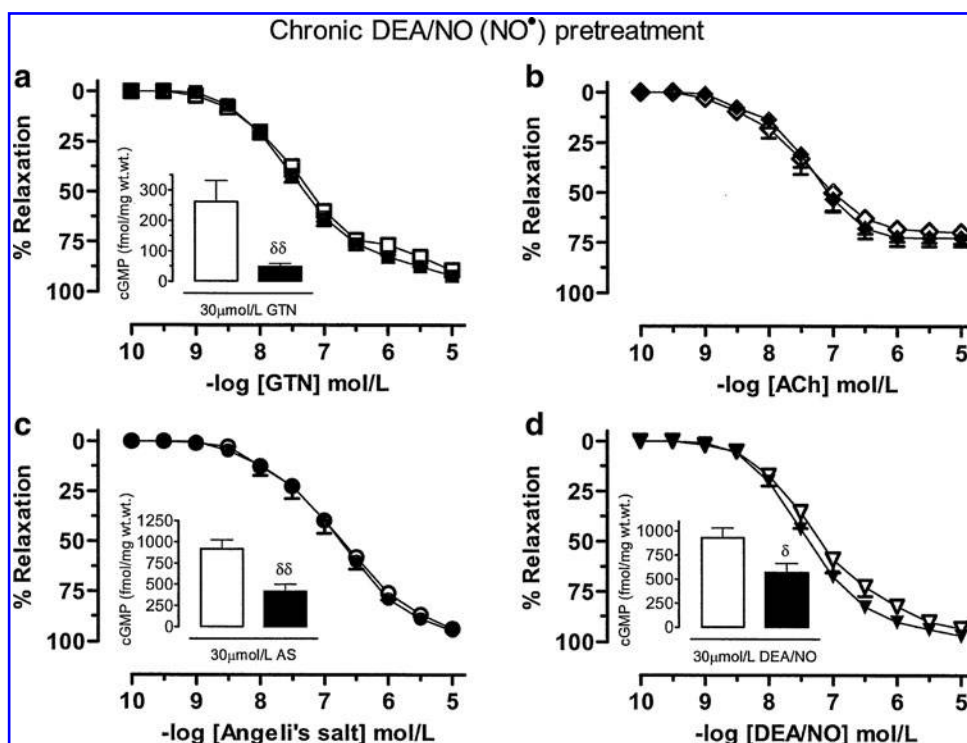 Chronic DEA/NO (NO•) pretreatment
a
% Relaxation
0
25
50
75
100
cGMP (fmol/mg wt.wt.)
300
200
100
0
δδ
30μmol/L GTN
10 9 8 7 6 5
-log [GTN] mol/L
b
% Relaxation
0
25
50
75
100
10 9 8 7 6 5
-log [ACh] mol/L
c
% Relaxation
0
25
50
75
100
cGMP (fmol/mg wt.wt.)
1250
1000
750
500
250
0
δδ
30μmol/L AS
10 9 8 7 6 5
-log [Angeli's salt] mol/L
d
% Relaxation
0
25
50
75
100
cGMP (fmol/mg wt.wt.)
1000
750
500
250
0
δ
30μmol/L DEA/NO
10 9 8 7 6 5
-log [DEA/NO] mol/L